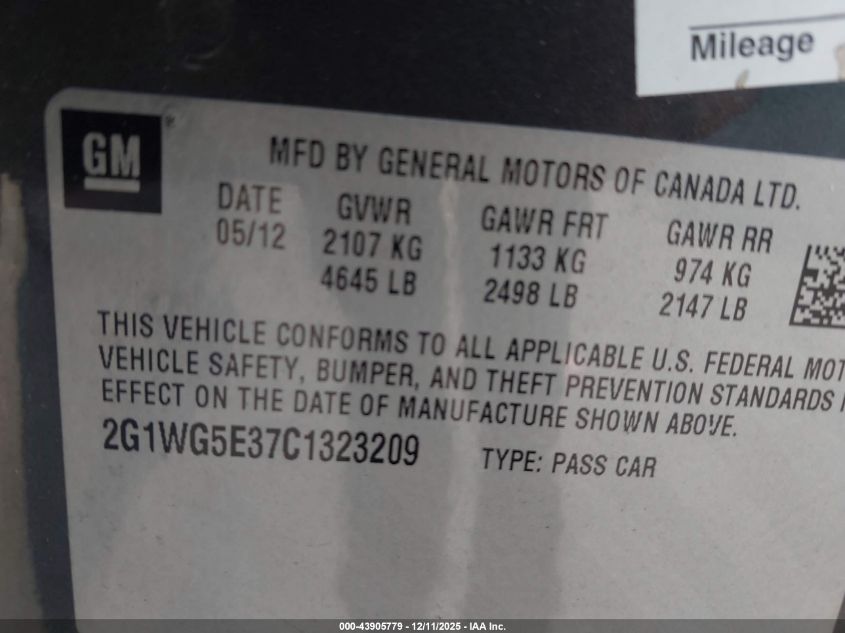 Mileage
GM
MFD BY GENERAL MOTORS OF CANADA LTD.
DATE GVWR GAWR FRT GAWR RR
05/12 2107 KG 1133 KG 974 KG
4645 LB 2498 LB 2147 LB
THIS VEHICLE CONFORMS TO ALL APPLICABLE U.S. FEDERAL MOT
VEHICLE SAFETY, BUMPER, AND THEFT PREVENTION STANDARDS
EFFECT ON THE DATE OF MANUFACTURE SHOWN ABOVE.
2G1WG5E37C1323209 TYPE: PASS CAR
000-43905779 - 12/11/2025 - IAA Inc.